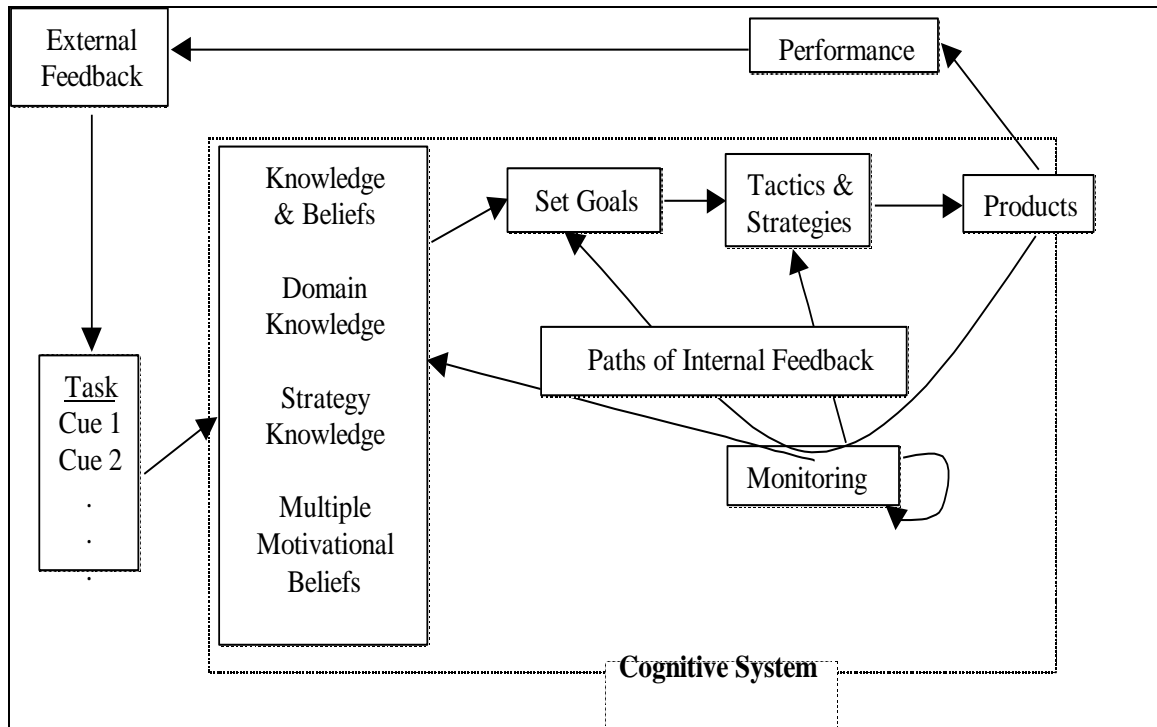 External
Feedback
Performance
Knowledge
& Beliefs
Domain
Knowledge
Strategy
Knowledge
Multiple
Motivational
Beliefs
Set Goals
Tactics &
Strategies
Products
Paths of Internal Feedback
Monitoring
Task
Cue 1
Cue 2
.
.
.
Cognitive System